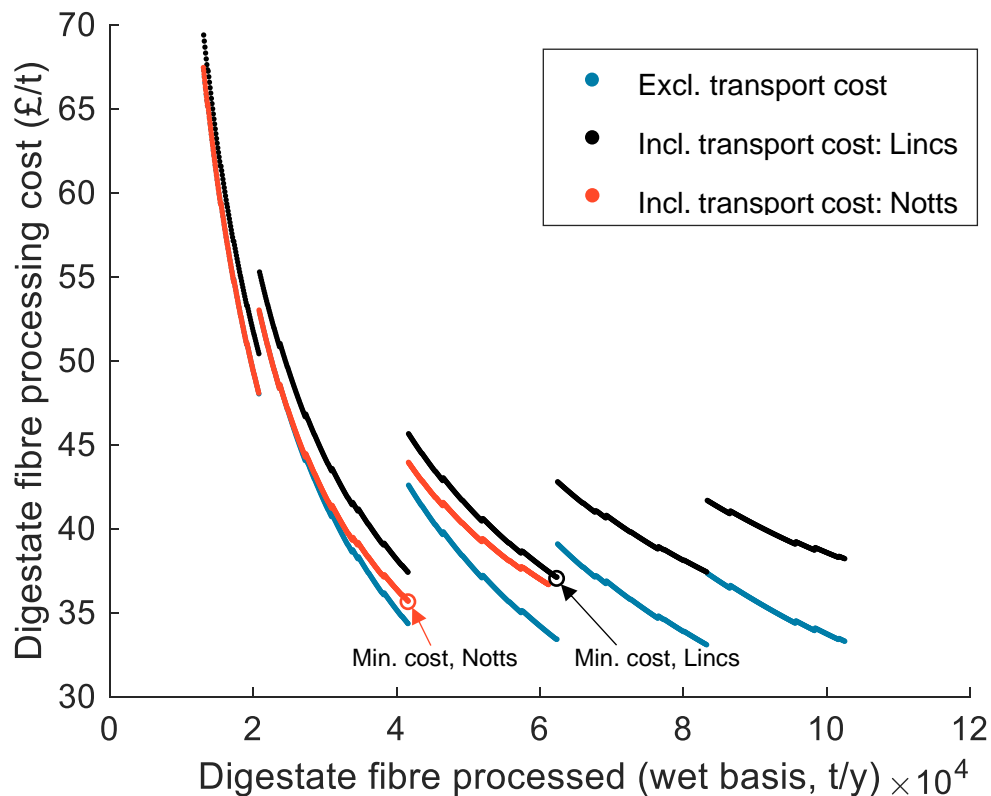 70
65
60
55
50
45
40
35
30
Digestate fibre processing cost (£/t)
Excl. transport cost
Incl. transport cost: Lincs
Incl. transport cost: Notts
Min. cost, Notts
Min. cost, Lincs
0 2 4 6 8 10 12
Digestate fibre processed (wet basis, t/y) ×10⁴